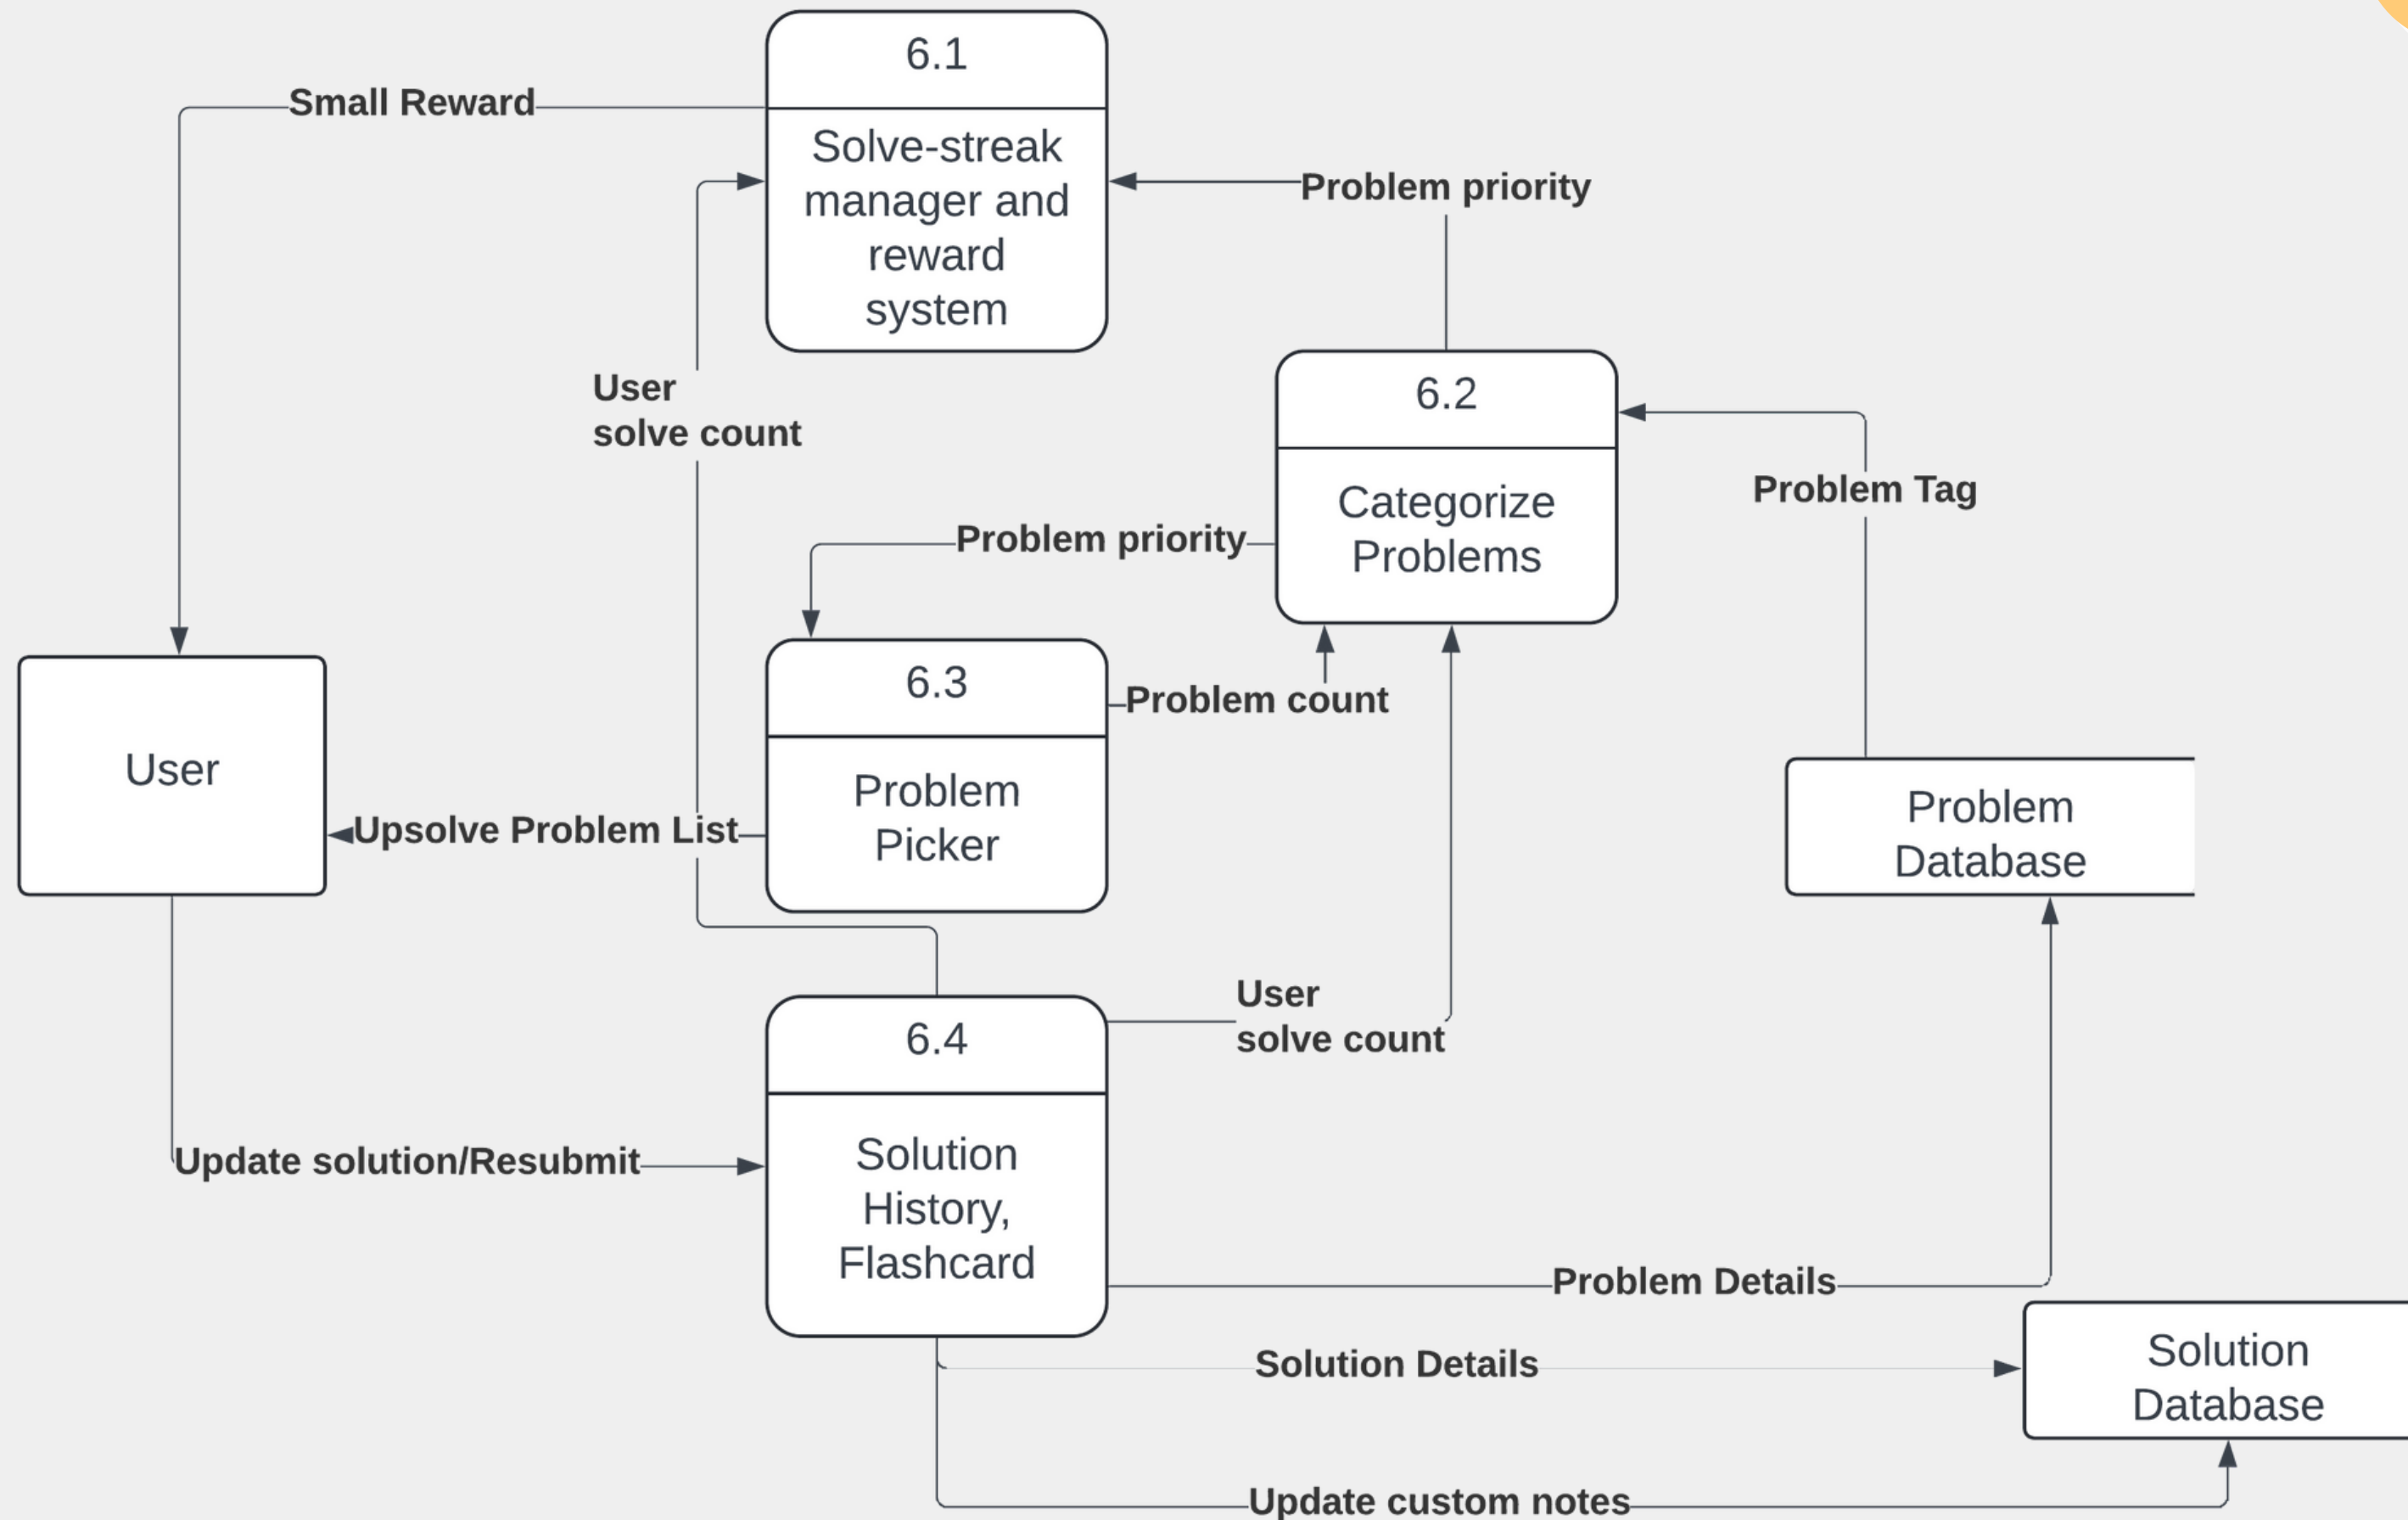 6.1
Small Reward
Solve-streak
manager and
reward
system
Problem priority
User
solve count
6.2
Categorize
Problems
Problem Tag
Problem priority
6.3
Problem count
Problem
Picker
User
Upsolve Problem List
Problem
Database
6.4
User
solve count
Solution
History,
Flashcard
Update solution/Resubmit
Problem Details
Solution Details
Solution
Database
Update custom notes